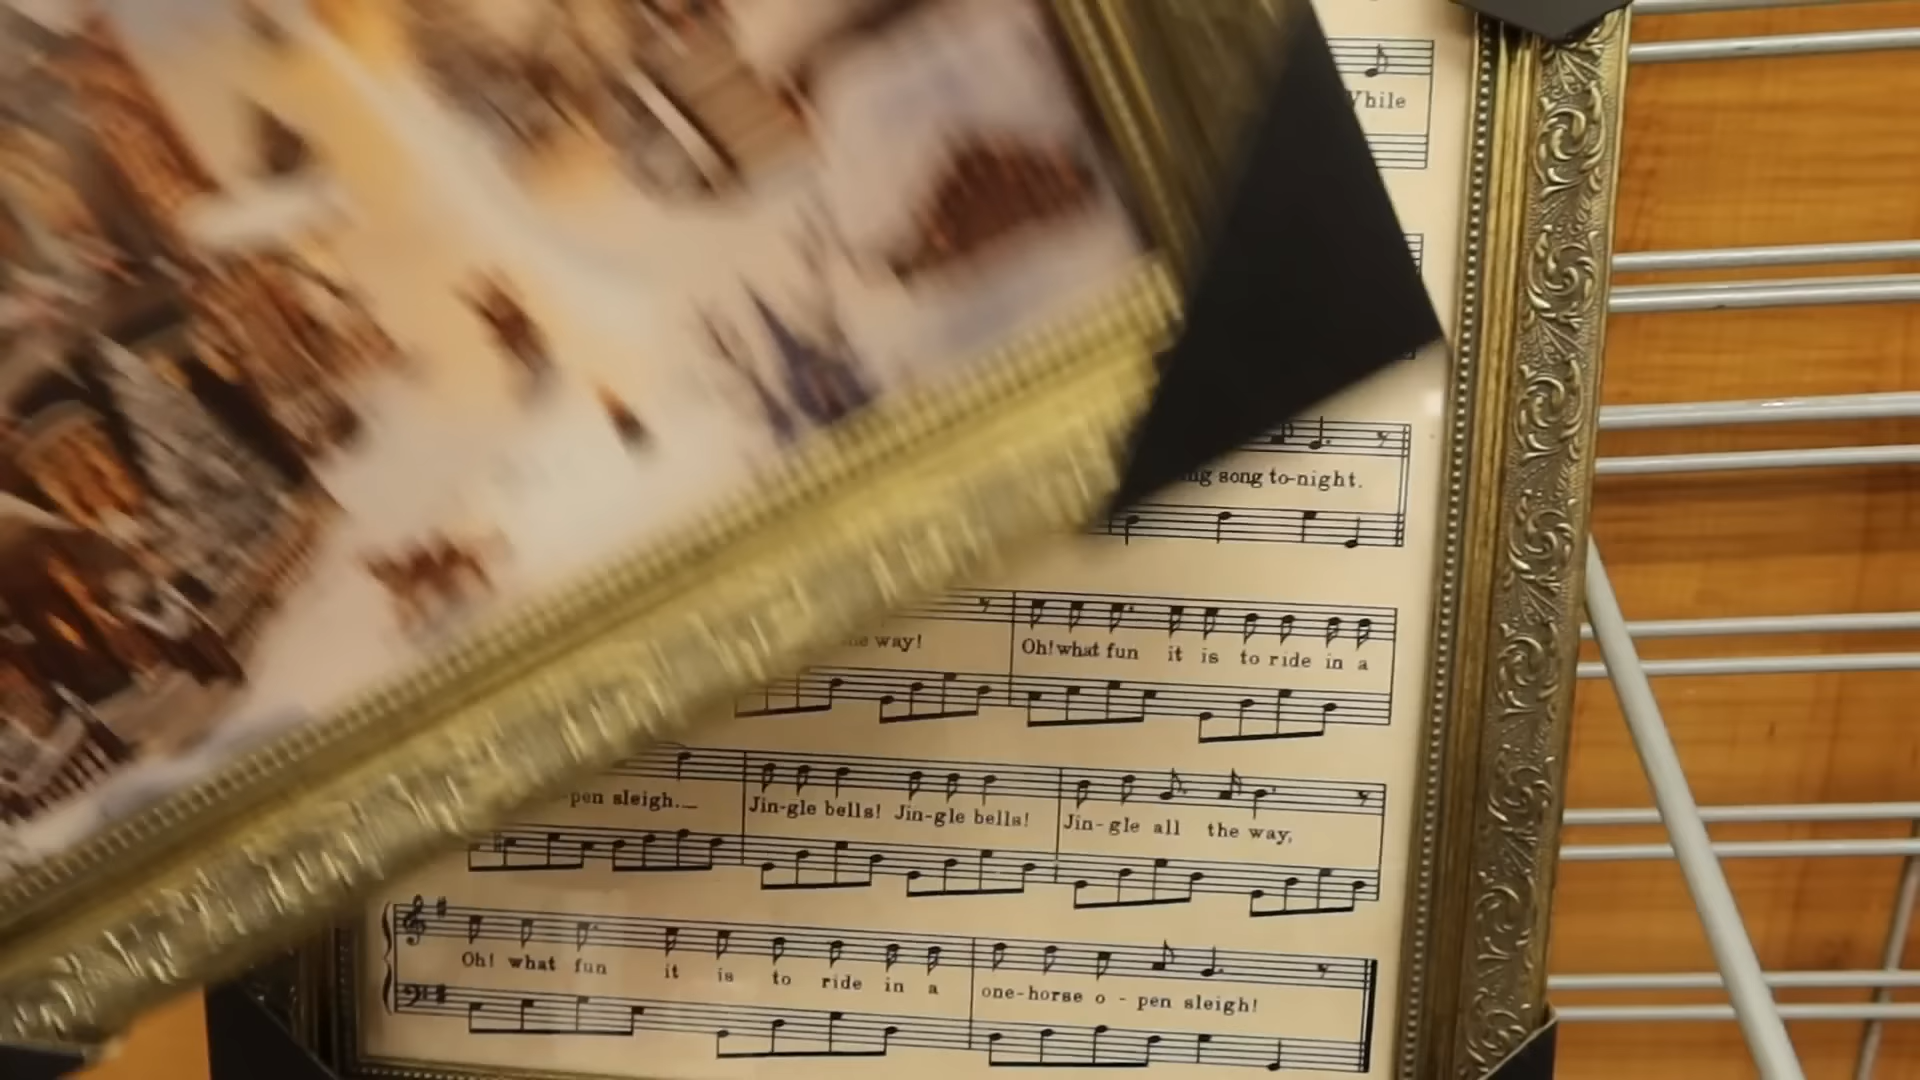 song to-night.
way!
Oh! what fun it is to ride in a
-pen sleigh.
Jin-gle bells! Jin-gle bells!
Jin-gle all the way,
Oh! what fun it is to ride in a
one-horse o - pen sleigh!